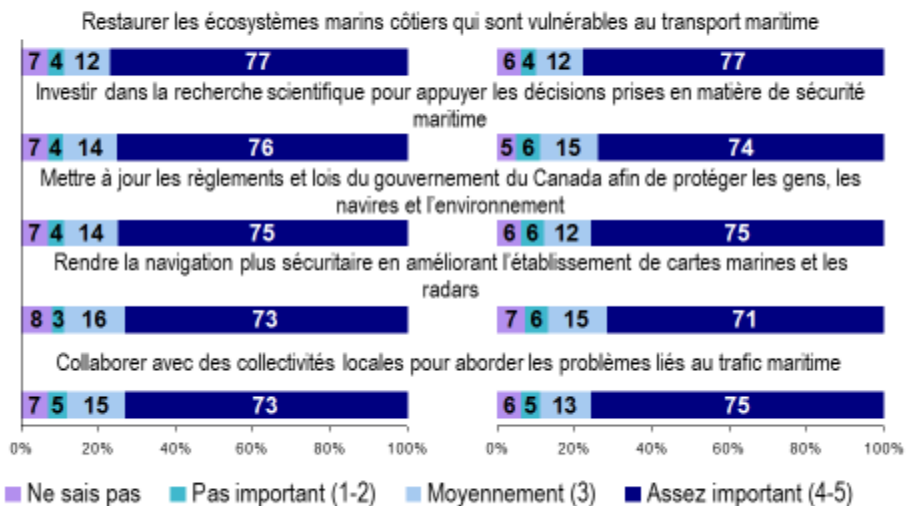 Restaurer les écosystèmes marins côtiers qui sont vulnérables au transport maritime
7 4 12 77 6 4 12 77
Investir dans la recherche scientifique pour appuyer les décisions prises en matière de sécurité
maritime
7 4 14 76 5 6 15 74
Mettre à jour les règlements et lois du gouvernement du Canada afin de protéger les gens, les
navires et l'environnement
7 4 14 75 6 6 12 75
Rendre la navigation plus sécuritaire en améliorant l'établissement de cartes marines et les
radars
8 3 16 73 7 6 15 71
Collaborer avec des collectivités locales pour aborder les problèmes liés au trafic maritime
7 5 15 73 6 5 13 75
0% 20% 40% 60% 80% 100% 0% 20% 40% 60% 80% 100%
Ne sais pas Pas important (1-2) Moyennement (3) Assez important (4-5)